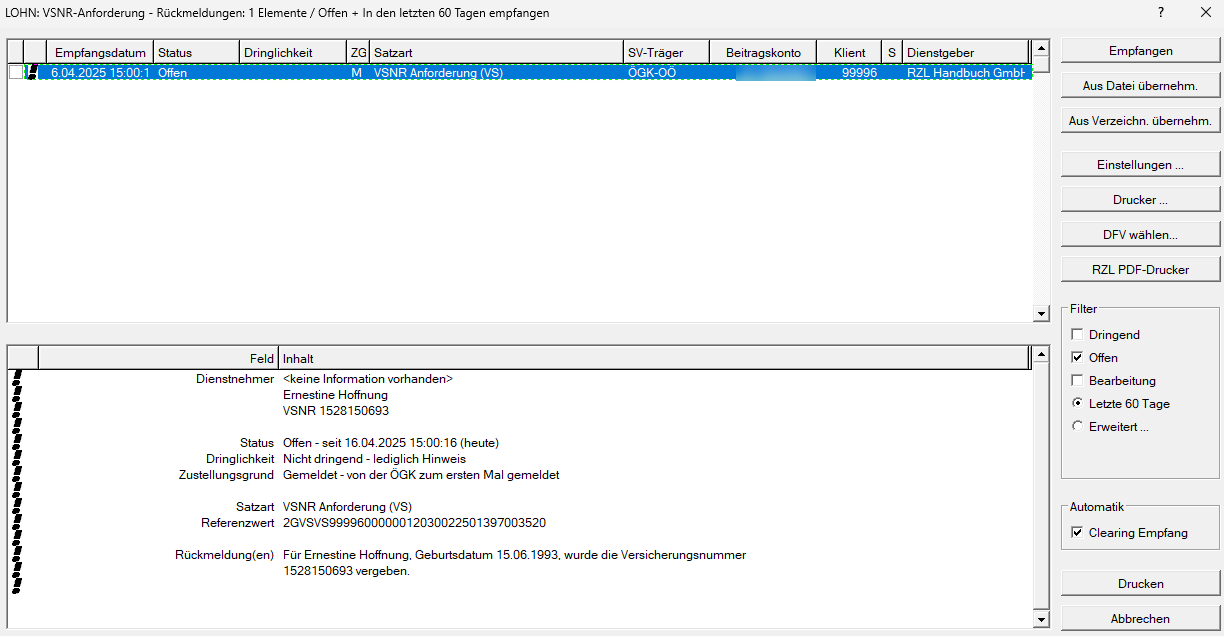 LOHN: VSNR-Anforderung - Rückmeldungen: 1 Elemente / Offen + In den letzten 60 Tagen empfangen
Empfangsdatum Status Dringlichkeit ZG Satzart SV-Träger Beitragskonto Klient S Dienstgeber
6.04.2025 15:00:1 Offen M VSNR Anforderung (VS) ÖGK-OÖ 99996 RZL Handbuch GmbH
Empfangen
Aus Datei übernehm.
Aus Verzeichn. übernehm.
Einstellungen ...
Drucker ...
DFV wählen...
RZL PDF-Drucker
Filter
Dringend
Offen
Bearbeitung
Letzte 60 Tage
Erweitert ...
Automatik
Clearing Empfang
Drucken
Abbrechen
Feld Inhalt
Dienstnehmer <keine Information vorhanden>
Ernestine Hoffnung
VSNR 1528150693
Status Offen - seit 16.04.2025 15:00:16 (heute)
Dringlichkeit Nicht dringend - lediglich Hinweis
Zustellungsgrund Gemeldet - von der ÖGK zum ersten Mal gemeldet
Satzart VSNR Anforderung (VS)
Referenzwert 2GVSVS9999600000012030022501397003520
Rückmeldung(en) Für Ernestine Hoffnung, Geburtsdatum 15.06.1993, wurde die Versicherungsnummer
1528150693 vergeben.